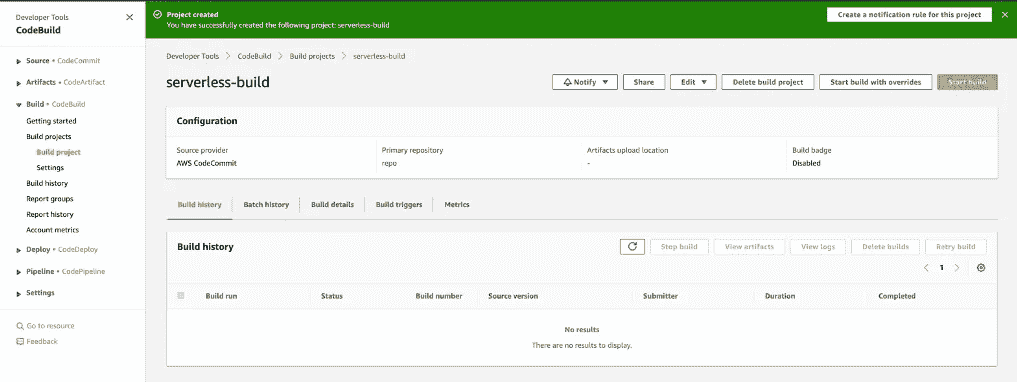 Developer Tools
CodeBuild
Source • CodeCommit
Artifacts • CodeArtifact
Build • CodeBuild
Getting started
Build projects
Build project
Settings
Build history
Report groups
Report history
Account metrics
Deploy • CodeDeploy
Pipeline • CodePipeline
Settings
Go to resource
Feedback
Project created
You have successfully created the following project: serverless-build
Create a notification rule for this project
Developer Tools > CodeBuild > Build projects > serverless-build
serverless-build
Notify Share Edit Delete build project Start build with overrides Start build
Configuration
Source provider Primary repository Artifacts upload location Build badge
AWS CodeCommit repo - Disabled
Build history Batch history Build details Build triggers Metrics
Build history
Stop build View artifacts View logs Delete builds Retry build
1
Build run Status Build number Source version Submitter Duration Completed
No results
There are no results to display.